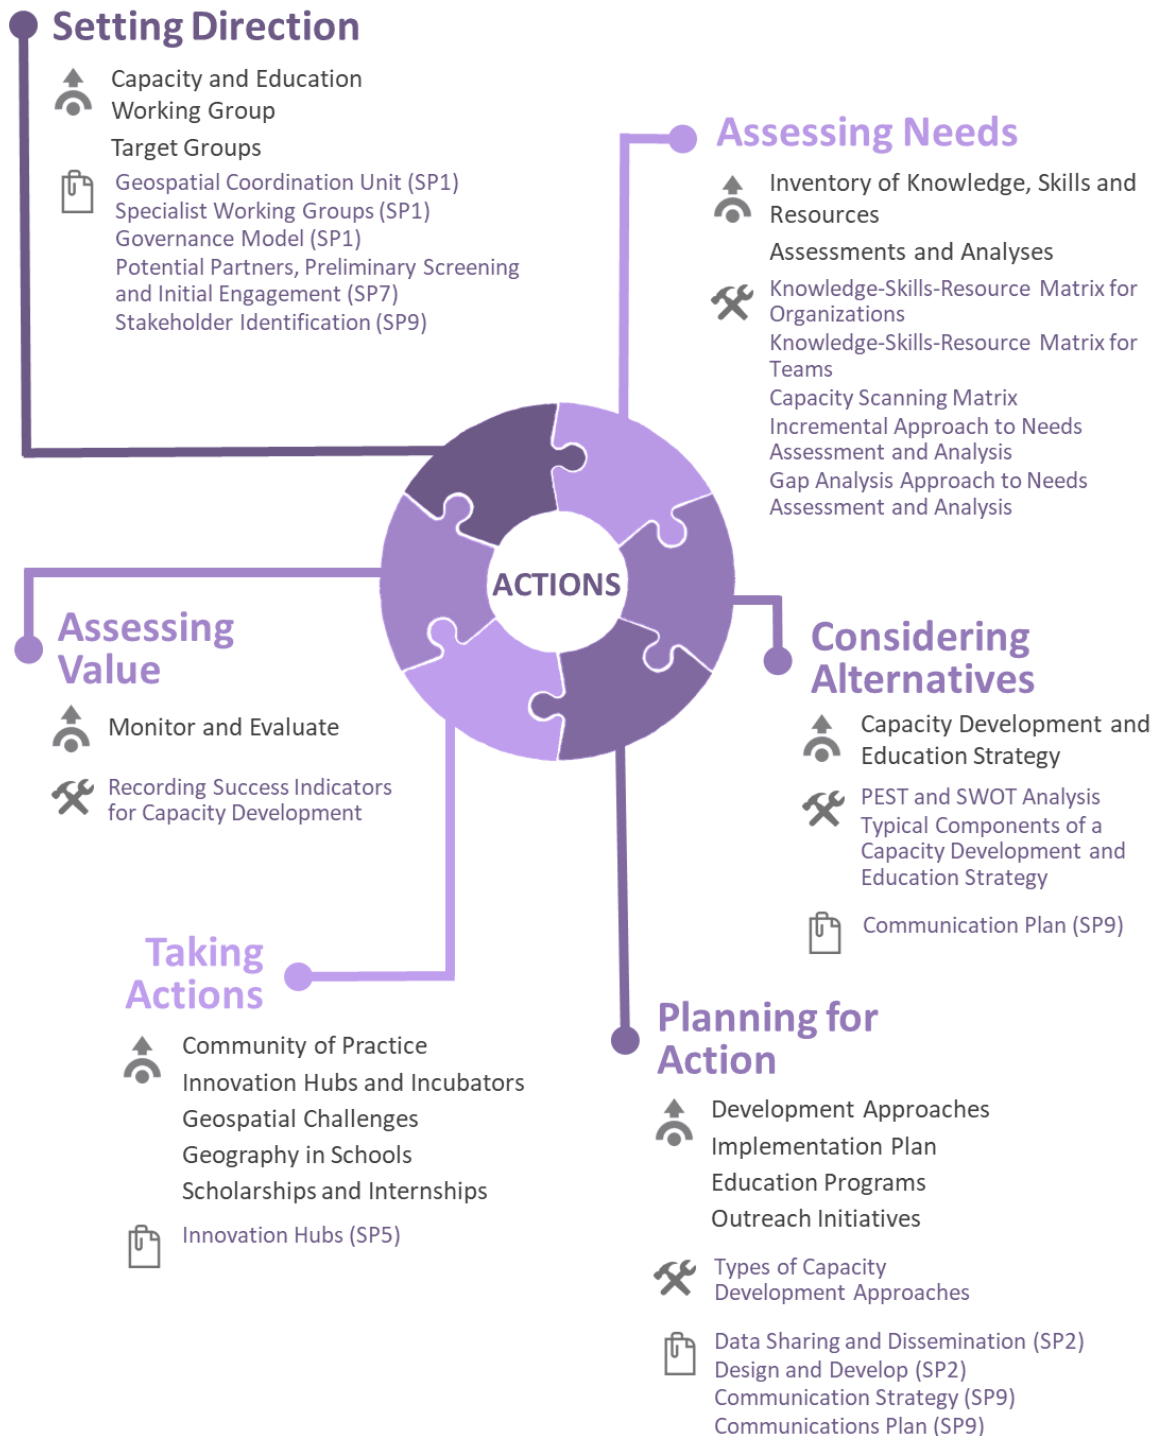 Setting Direction
Capacity and Education
Working Group
Target Groups
Geospatial Coordination Unit (SP1)
Specialist Working Groups (SP1)
Governance Model (SP1)
Potential Partners, Preliminary Screening
and Initial Engagement (SP7)
Stakeholder Identification (SP9)
Assessing Needs
Inventory of Knowledge, Skills and
Resources
Assessments and Analyses
Knowledge-Skills-Resource Matrix for
Organizations
Knowledge-Skills-Resource Matrix for
Teams
Capacity Scanning Matrix
Incremental Approach to Needs
Assessment and Analysis
Gap Analysis Approach to Needs
Assessment and Analysis
ACTIONS
Considering
Alternatives
Capacity Development and
Education Strategy
PEST and SWOT Analysis
Typical Components of a
Capacity Development and
Education Strategy
Communication Plan (SP9)
Planning for
Action
Development Approaches
Implementation Plan
Education Programs
Outreach Initiatives
Types of Capacity
Development Approaches
Data Sharing and Dissemination (SP2)
Design and Develop (SP2)
Communication Strategy (SP9)
Communications Plan (SP9)
Taking
Actions
Community of Practice
Innovation Hubs and Incubators
Geospatial Challenges
Geography in Schools
Scholarships and Internships
Innovation Hubs (SP5)
Assessing
Value
Monitor and Evaluate
Recording Success Indicators
for Capacity Development